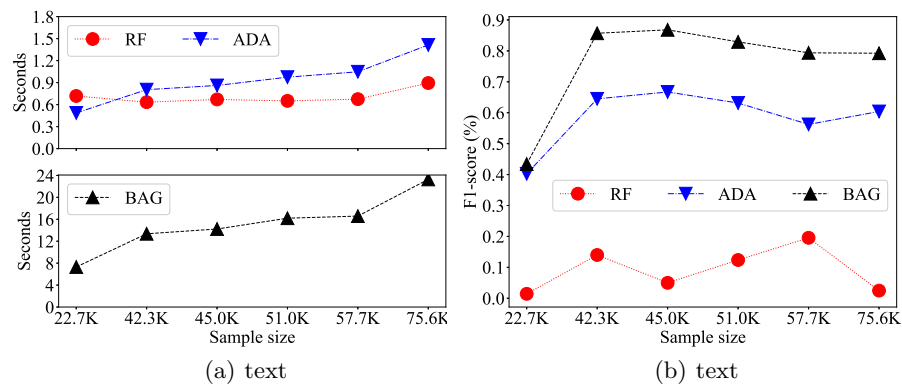 1.8
1.5
1.2
0.9
0.6
0.3
0.0
Seconds
RF ADA
24
20
16
12
8
4
0
Seconds
BAG
22.7K 42.3K 45.0K 51.0K 57.7K 75.6K
Sample size
(a) text
0.9
0.8
0.7
0.6
0.5
0.4
0.3
0.2
0.1
0.0
F1-score (%)
RF ADA BAG
22.7K 42.3K 45.0K 51.0K 57.7K 75.6K
Sample size
(b) text